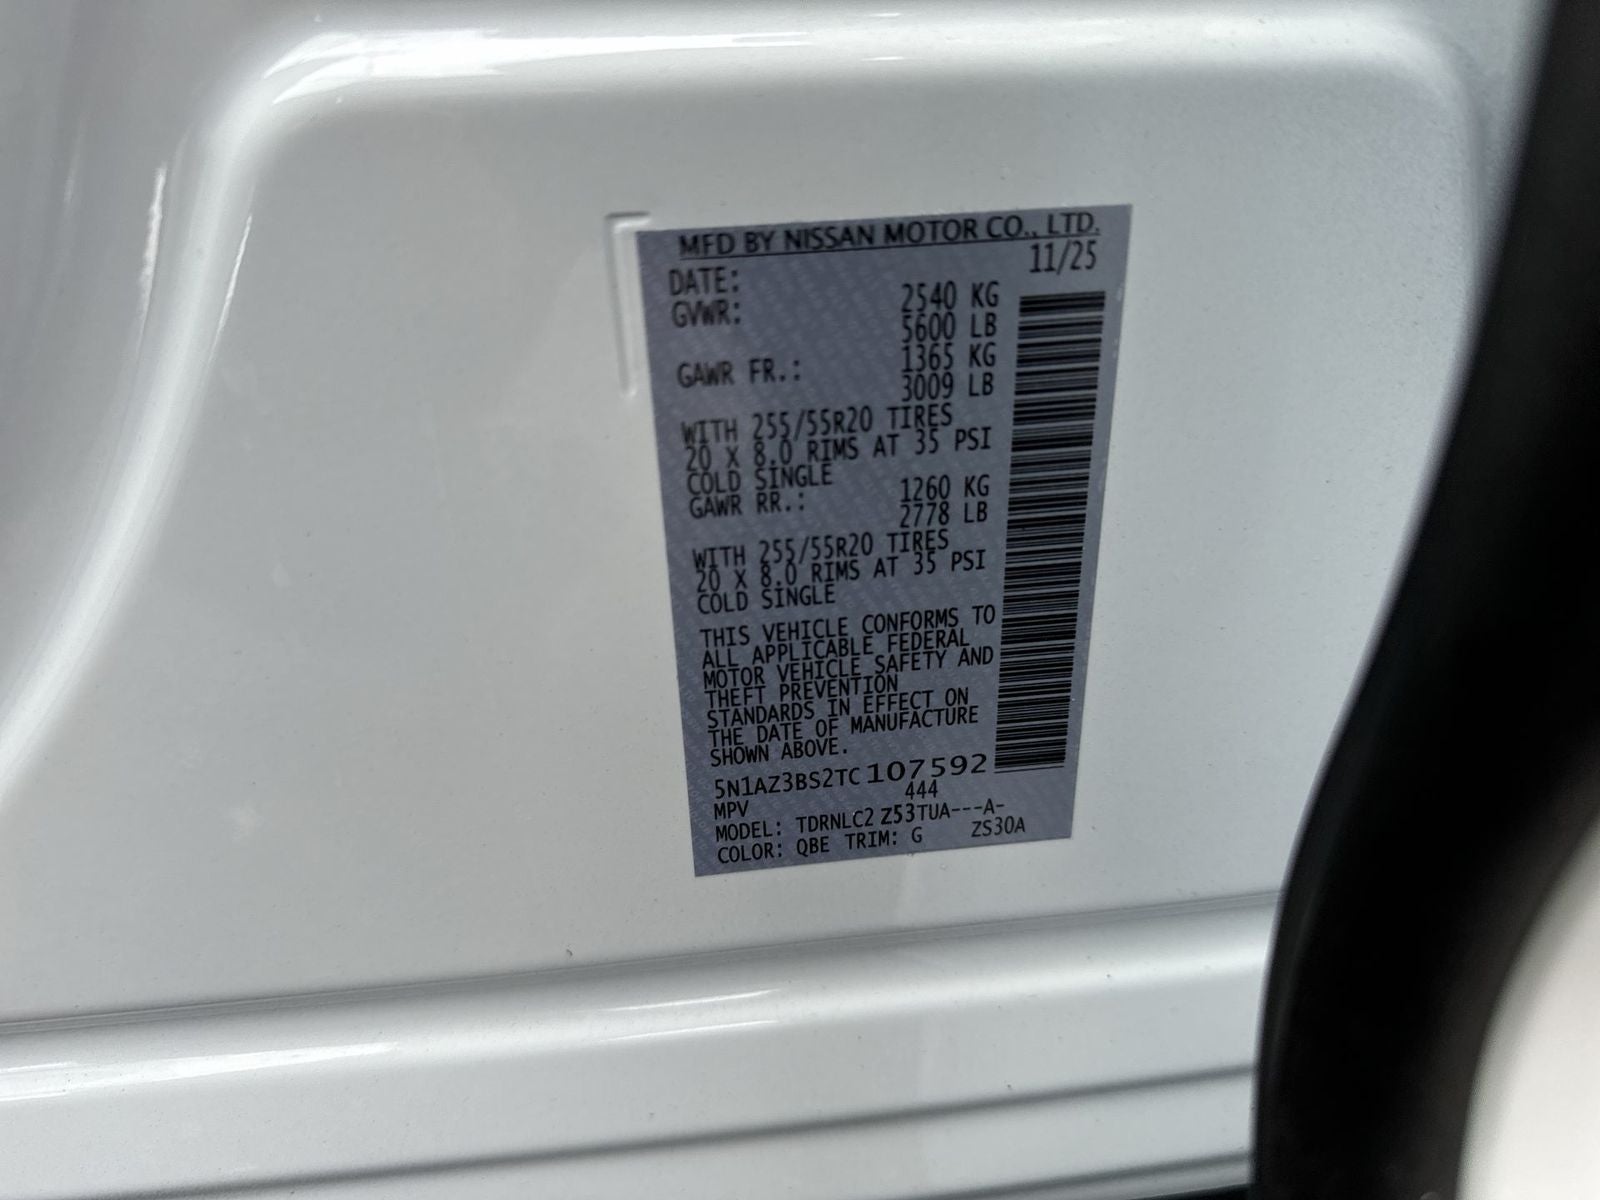 MFD BY NISSAN MOTOR CO., LTD.
DATE: 11/25
GVWR: 2540 KG
5600 LB
GAWR FR.: 1365 KG
3009 LB
WITH 255/55R20 TIRES
20 X 8.0 RIMS AT 35 PSI
COLD SINGLE
GAWR RR.: 1260 KG
2778 LB
WITH 255/55R20 TIRES
20 X 8.0 RIMS AT 35 PSI
COLD SINGLE
THIS VEHICLE CONFORMS TO
ALL APPLICABLE FEDERAL
MOTOR VEHICLE SAFETY AND
THEFT PREVENTION
STANDARDS IN EFFECT ON
THE DATE OF MANUFACTURE
SHOWN ABOVE.
5N1AZ3BS2TC107592
MPV 444
MODEL: TDRNLC2 Z53TUA---A-
COLOR: QBE TRIM: G ZS30A